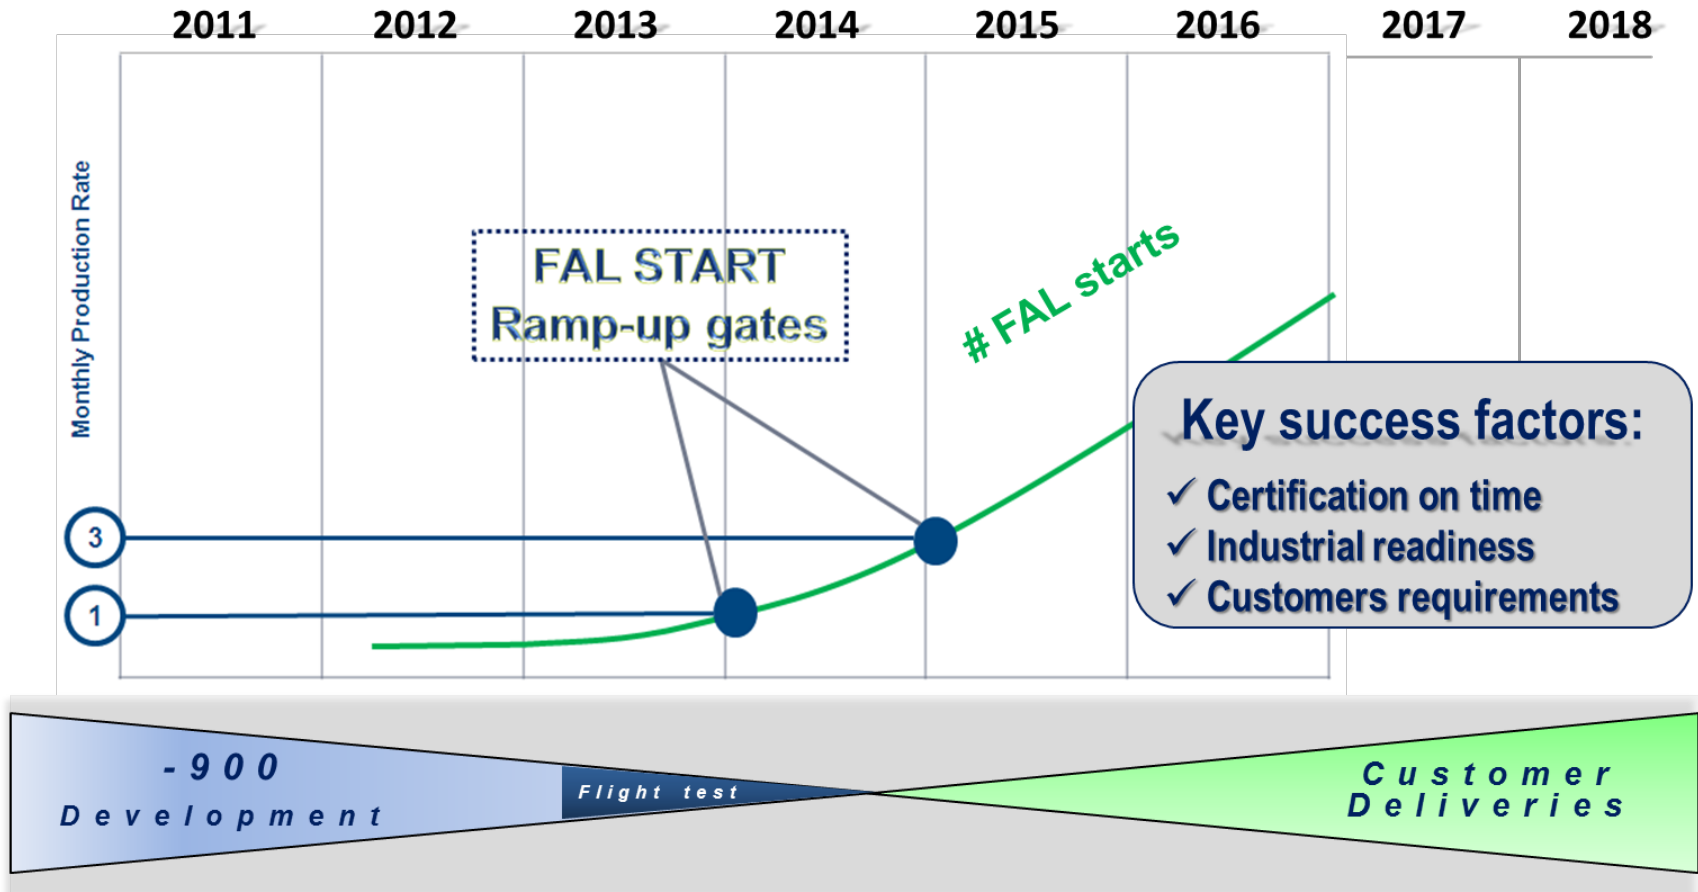 2011 2012 2013 2014 2015 2016 2017 2018
Monthly Production Rate
FAL START
Ramp-up gates
# FAL starts
Key success factors:
✓ Certification on time
✓ Industrial readiness
✓ Customers requirements
3
1
-900
Development
Flight test
Customer
Deliveries